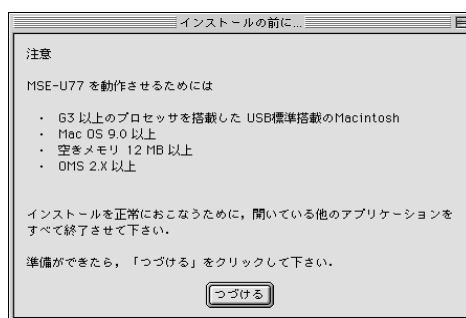 インストールの前に...
注意
MSE-U77 を動作させるためには
・ G3 以上のプロセッサを搭載した USB標準搭載のMacintosh
・ Mac OS 9.0 以上
・ 空きメモリ 12 MB 以上
・ OMS 2.X 以上
インストールを正常におこなうために，開いている他のアプリケーションを
すべて終了させて下さい．
準備ができたら，「つづける」をクリックして下さい．
つづける